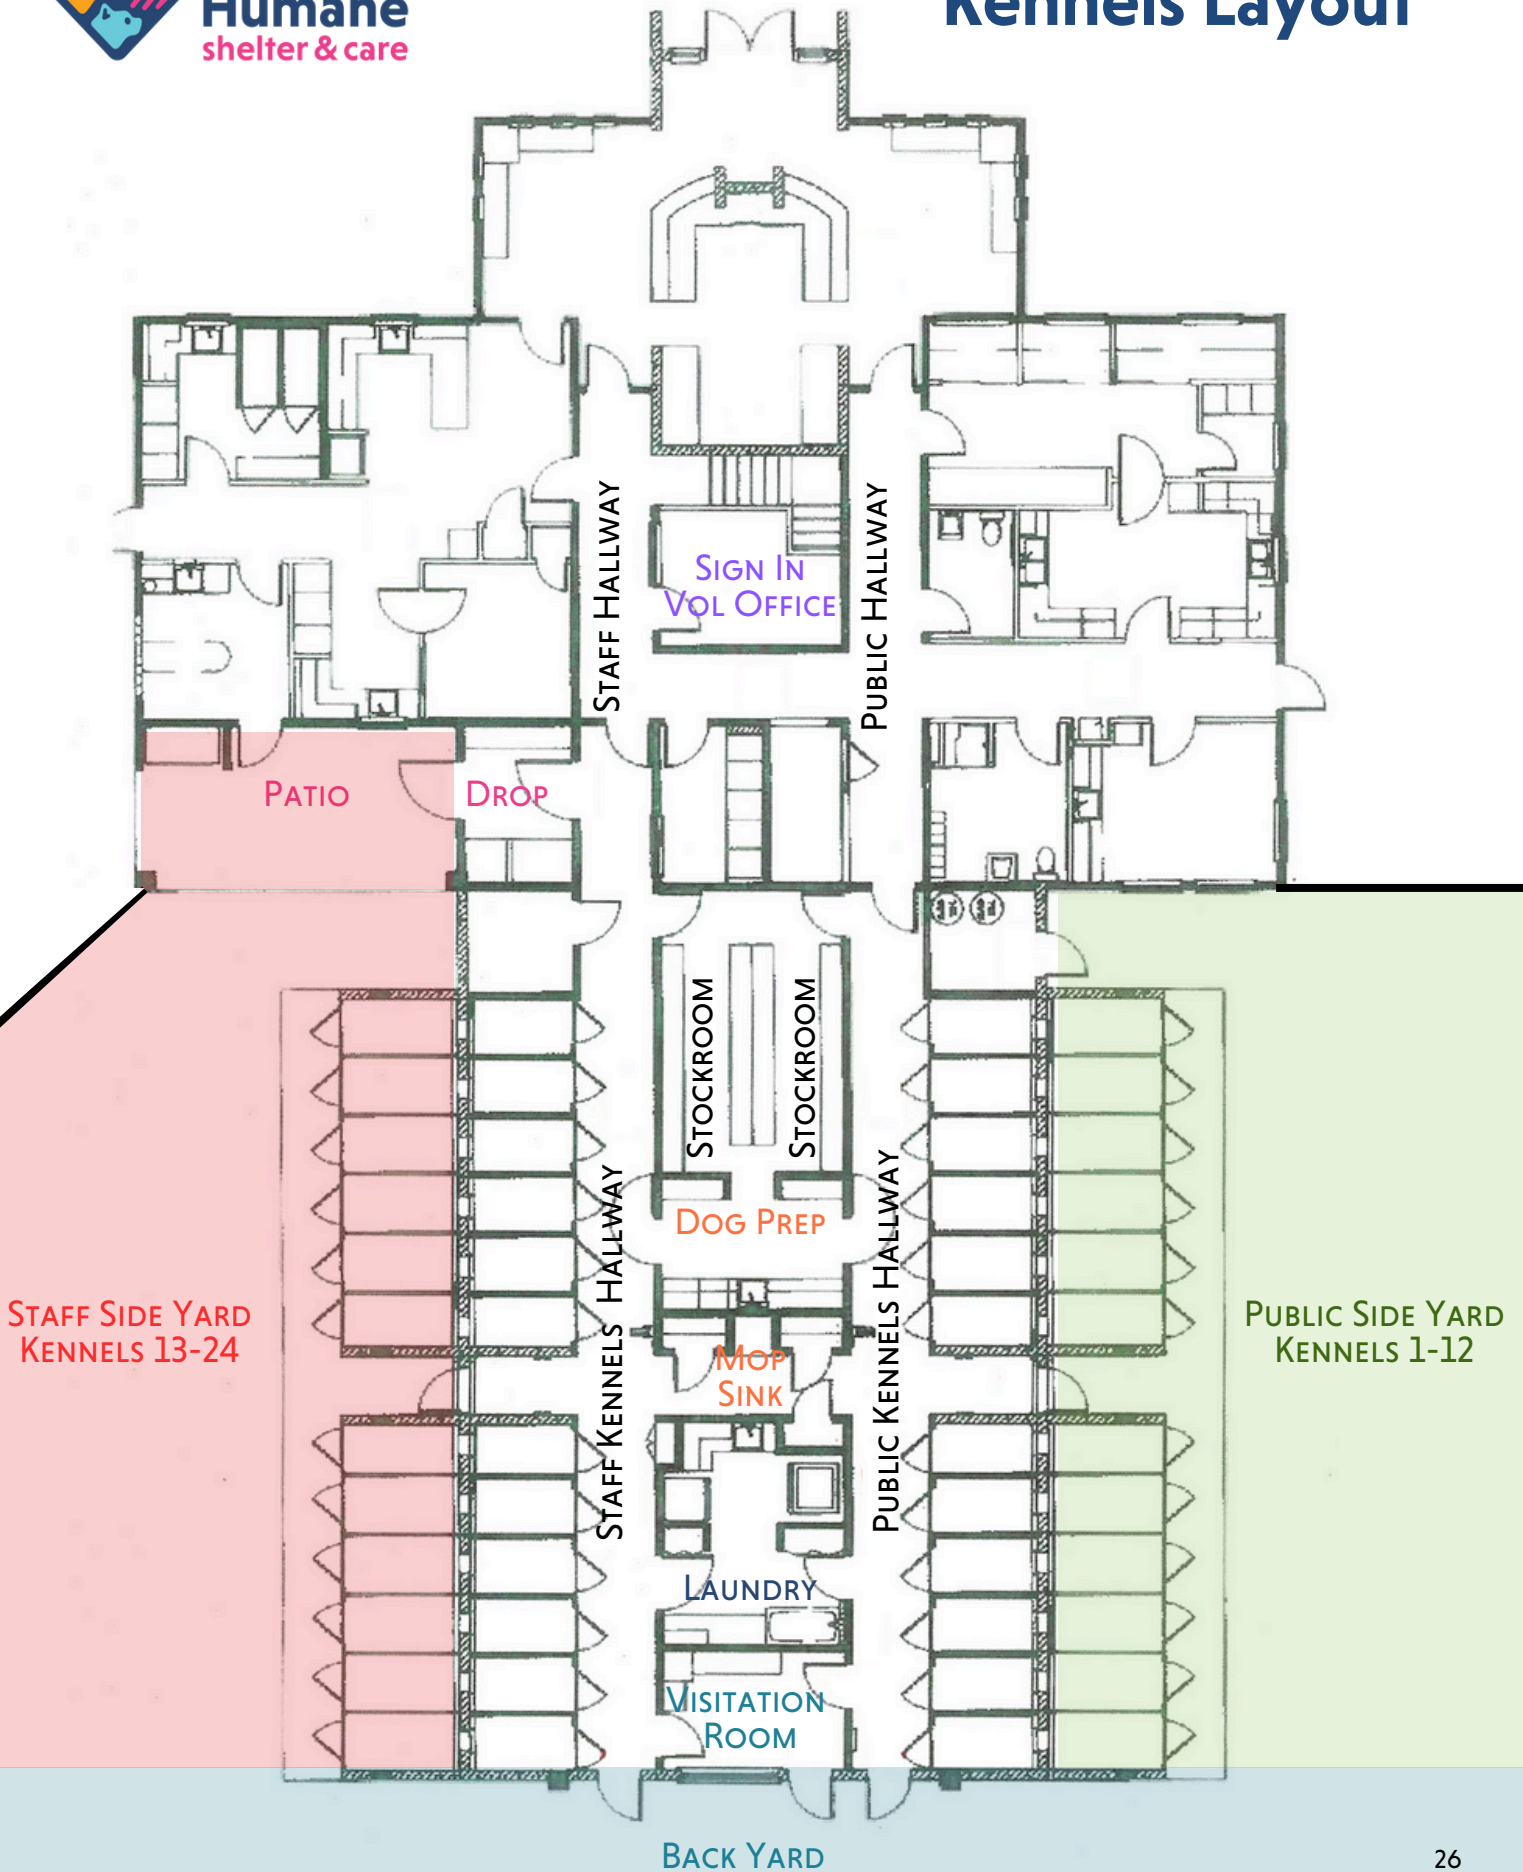 Humane
shelter & care
Kennels Layout
STAFF HALLWAY
SIGN IN
VOL OFFICE
PUBLIC HALLWAY
PATIO
DROP
STOCKROOM
STOCKROOM
DOG PREP
STAFF KENNELS HALLWAY
PUBLIC KENNELS HALLWAY
STAFF SIDE YARD
KENNELS 13-24
PUBLIC SIDE YARD
KENNELS 1-12
MOP
SINK
LAUNDRY
VISITATION
ROOM
BACK YARD
26